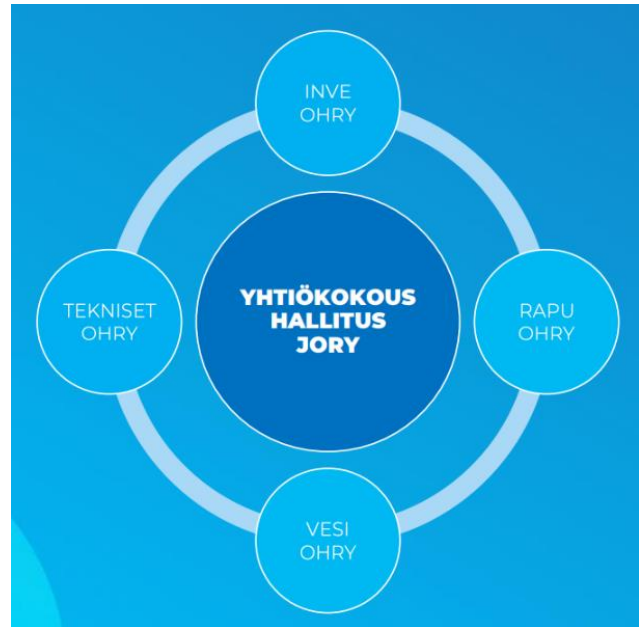 INVE
OHRY
TEKNISET
OHRY
YHTIÖKOKOUS
HALLITUS
JORY
RAPU
OHRY
VESI
OHRY